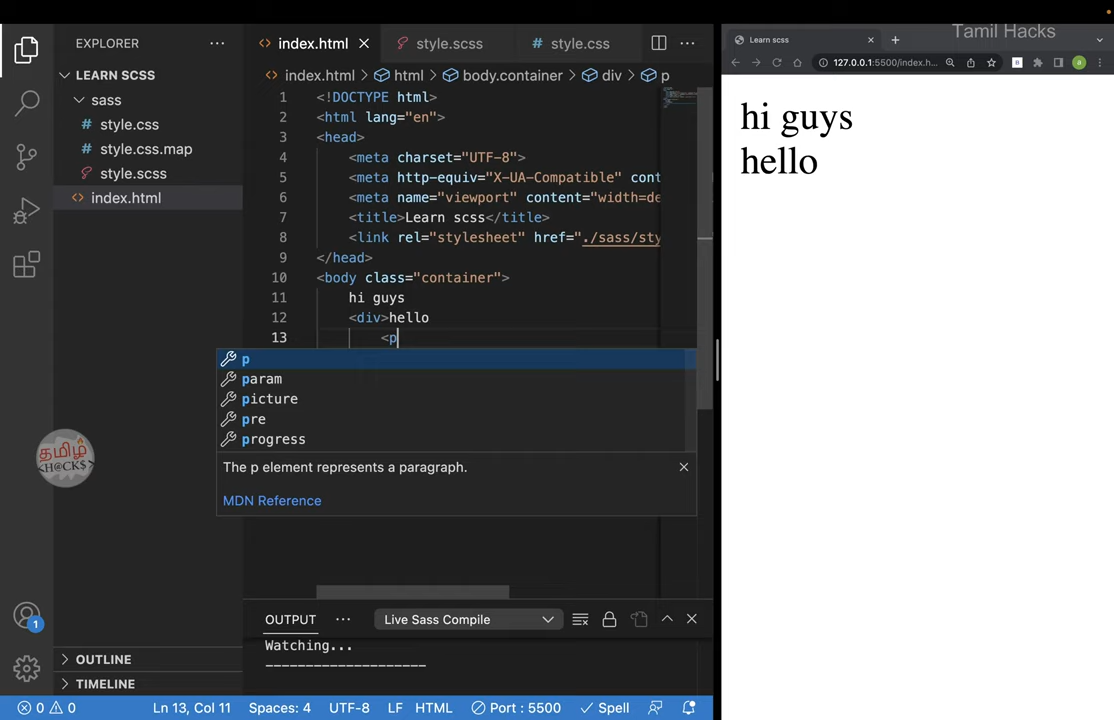 EXPLORER
LEARN SCSS
sass
style.css
style.css.map
style.scss
index.html
OUTLINE
TIMELINE
தமிழ்
<H@CK$>
1
index.html
style.scss
style.css
index.html
html
body.container
div
p
1 <!DOCTYPE html>
2 <html lang="en">
3 <head>
4 <meta charset="UTF-8">
5 <meta http-equiv="X-UA-Compatible" cont
6 <meta name="viewport" content="width=de
7 <title>Learn scss</title>
8 <link rel="stylesheet" href="./sass/sty
9 </head>
10 <body class="container">
11 hi guys
12 <div>hello
13 <p
p
param
picture
pre
progress
The p element represents a paragraph.
MDN Reference
OUTPUT
Live Sass Compile
Watching...
--------------------
0 0
Ln 13, Col 11
Spaces: 4
UTF-8
LF
HTML
Port : 5500
Spell
Tamil Hacks
Learn scss
127.0.0.1:5500/index.h...
B
a
hi guys
hello